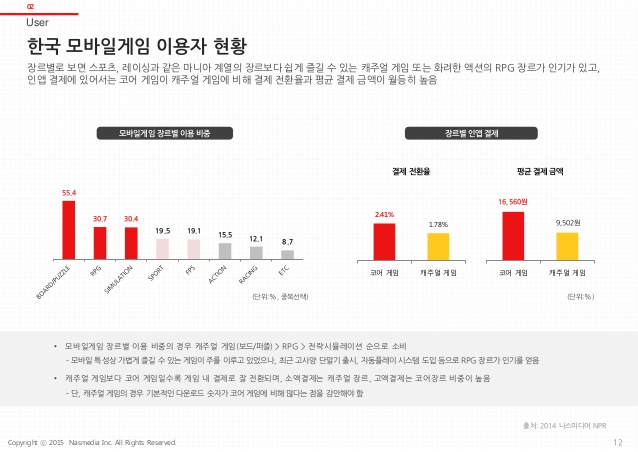 02
User
한국 모바일게임 이용자 현황
장르별로 보면 스포츠, 레이싱과 같은 마니아 계열의 장르보다 쉽게 즐길 수 있는 캐주얼 게임 또는 화려한 액션의 RPG 장르가 인기가 있고,
인앱 결제에 있어서는 코어 게임이 캐주얼 게임에 비해 결제 전환율과 평균 결제 금액이 월등히 높음
모바일게임 장르별 이용 비중
장르별 인앱 결제
결제 전환율
평균 결제 금액
55.4
30.7
30.4
19.5
19.1
15.5
12.1
8.7
BOARD/PUZZLE
RPG
SIMULATION
SPORT
FPS
ACTION
RACING
ETC
(단위:%, 중복선택)
2.41%
1.78%
코어 게임
캐주얼 게임
16,560원
9,502원
코어 게임
캐주얼 게임
(단위:%)
• 모바일게임 장르별 이용 비중의 경우 캐주얼 게임(보드/퍼즐) > RPG > 전략시뮬레이션 순으로 소비
- 모바일 특성상 가볍게 즐길 수 있는 게임이 주를 이루고 있었으나, 최근 고사양 단말기 출시, 자동플레이 시스템 도입 등으로 RPG 장르가 인기를 얻음
• 캐주얼 게임보다 코어 게임일수록 게임 내 결제로 잘 전환되며, 소액결제는 캐주얼 장르, 고액결제는 코어장르 비중이 높음
- 단, 캐주얼 게임의 경우 기본적인 다운로드 숫자가 코어 게임에 비해 많다는 점을 감안해야 함
출처: 2014 나스미디어 NPR
Copyright ⓒ 2015 Nasmedia Inc. All Rights Reserved.
12